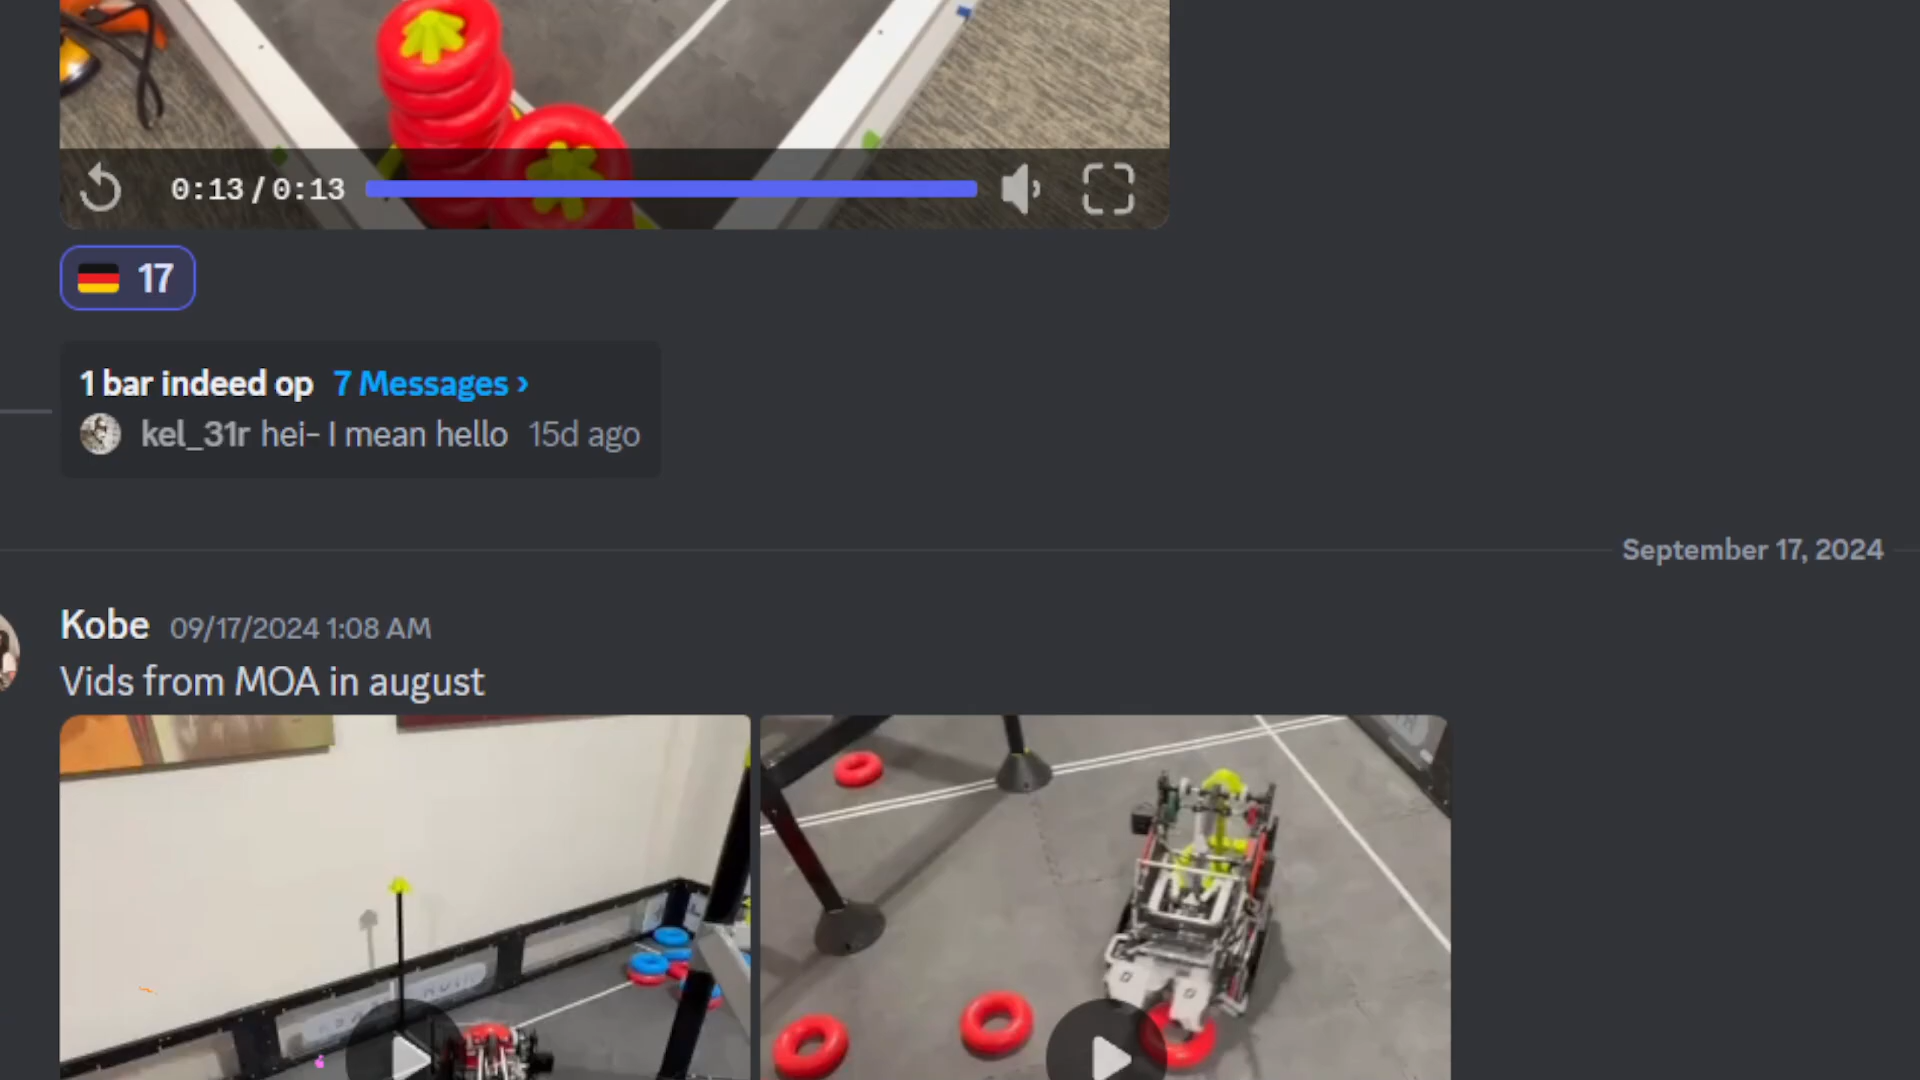 0:13 / 0:13
17
1 bar indeed op 7 Messages ›
kel_31r hei- I mean hello 15d ago
September 17, 2024
Kobe 09/17/2024 1:08 AM
Vids from MOA in august